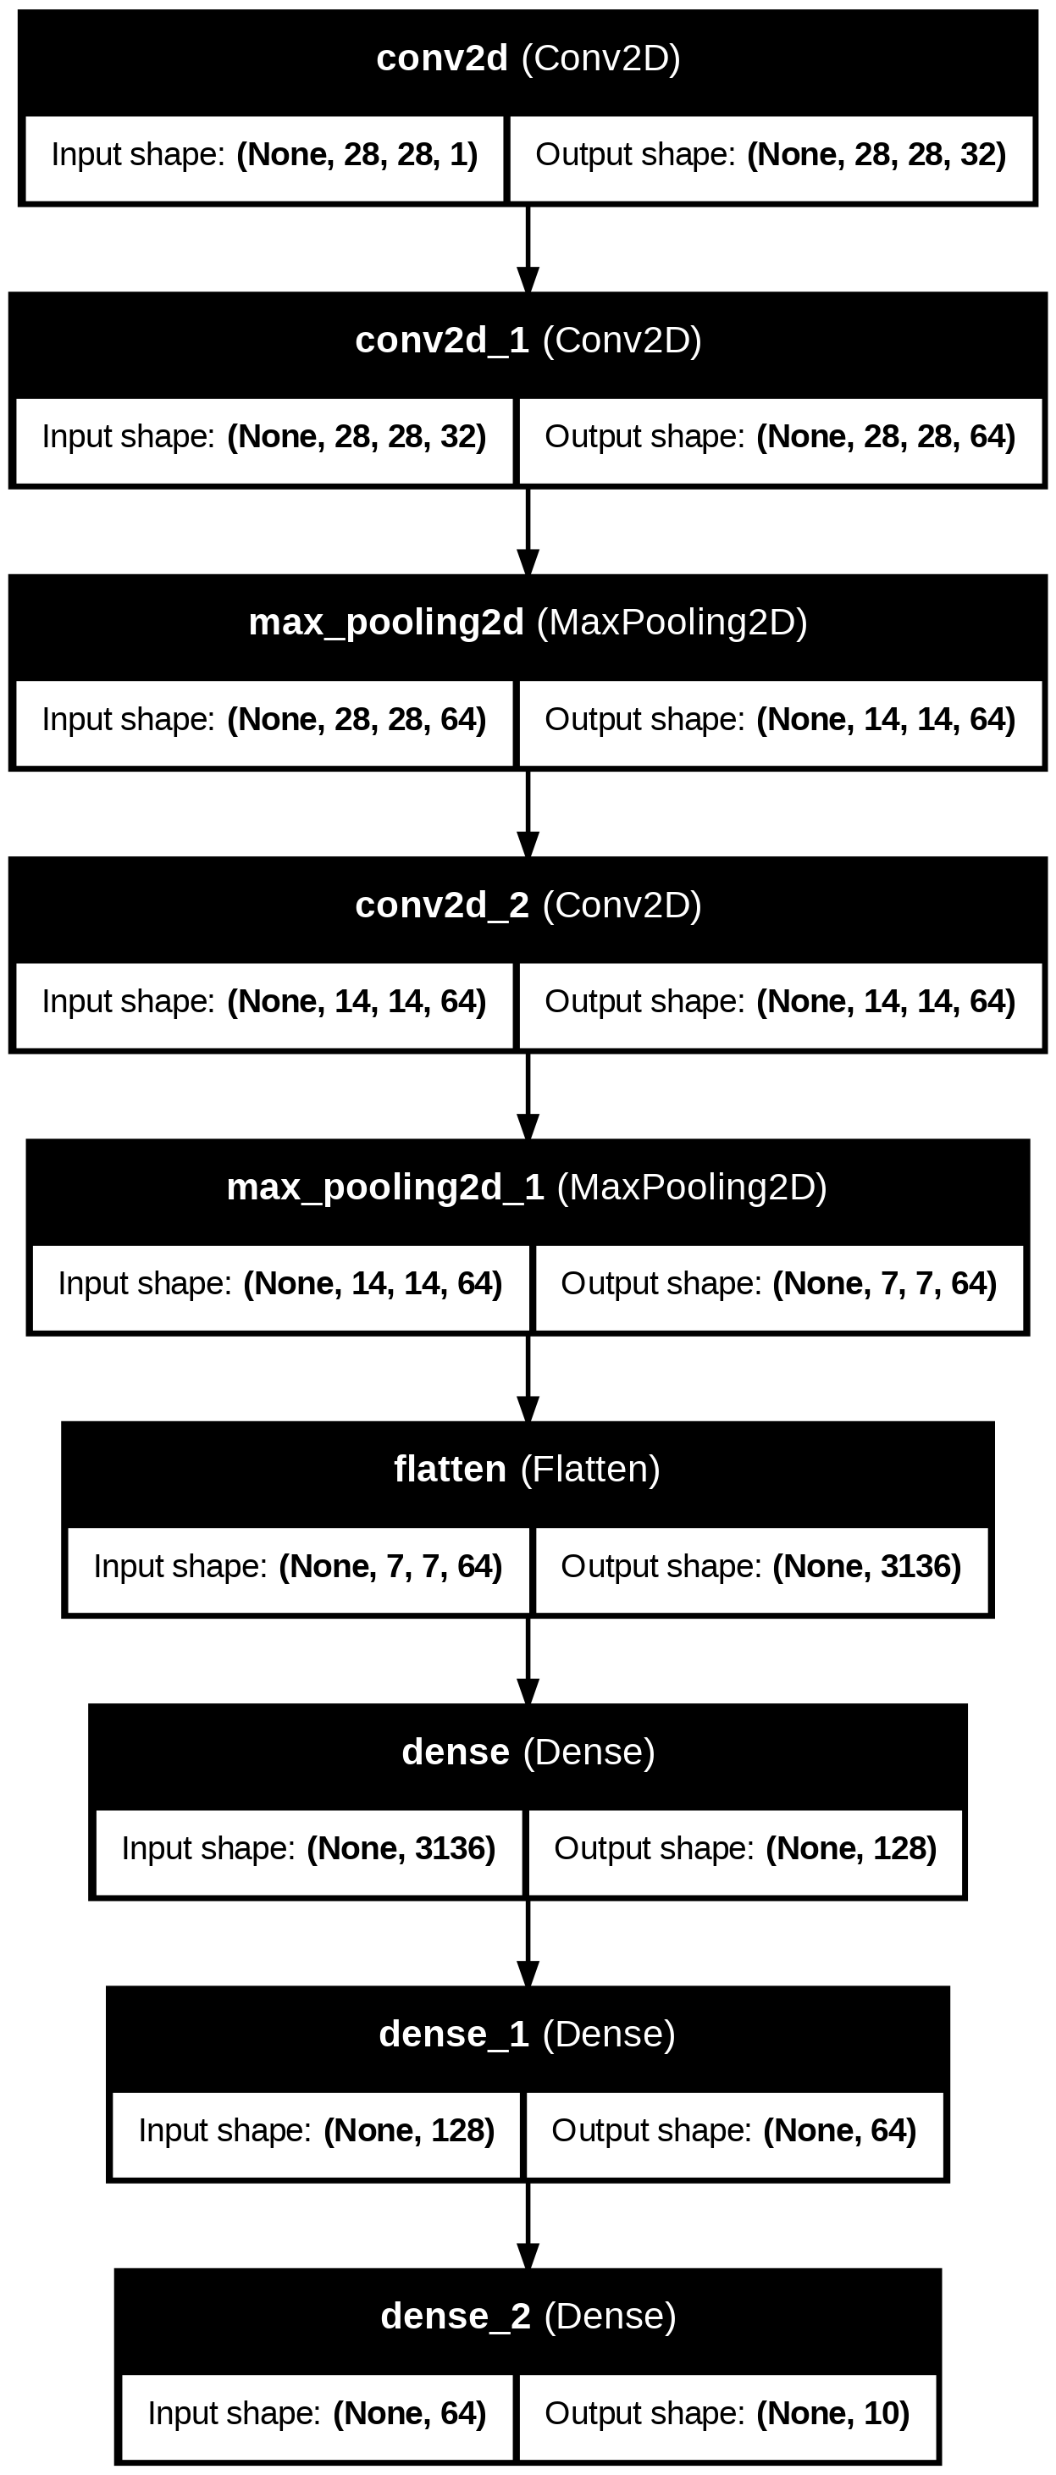 conv2d (Conv2D)
Input shape: (None, 28, 28, 1) Output shape: (None, 28, 28, 32)
conv2d_1 (Conv2D)
Input shape: (None, 28, 28, 32) Output shape: (None, 28, 28, 64)
max_pooling2d (MaxPooling2D)
Input shape: (None, 28, 28, 64) Output shape: (None, 14, 14, 64)
conv2d_2 (Conv2D)
Input shape: (None, 14, 14, 64) Output shape: (None, 14, 14, 64)
max_pooling2d_1 (MaxPooling2D)
Input shape: (None, 14, 14, 64) Output shape: (None, 7, 7, 64)
flatten (Flatten)
Input shape: (None, 7, 7, 64) Output shape: (None, 3136)
dense (Dense)
Input shape: (None, 3136) Output shape: (None, 128)
dense_1 (Dense)
Input shape: (None, 128) Output shape: (None, 64)
dense_2 (Dense)
Input shape: (None, 64) Output shape: (None, 10)